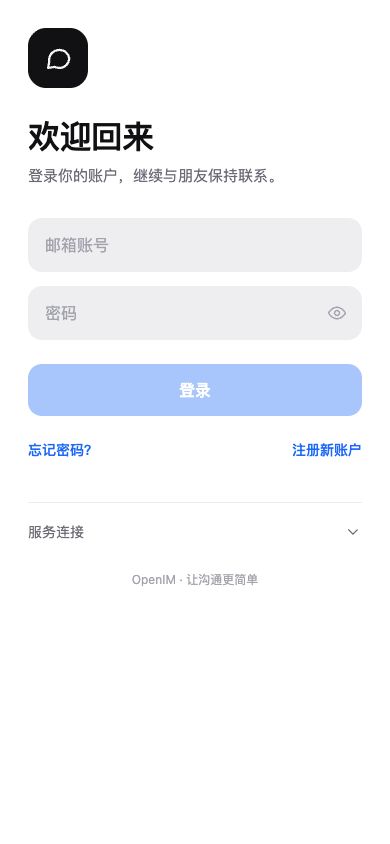 欢迎回来
登录你的账户，继续与朋友保持联系。
邮箱账号
密码
登录
忘记密码?
注册新账户
服务连接
OpenIM · 让沟通更简单